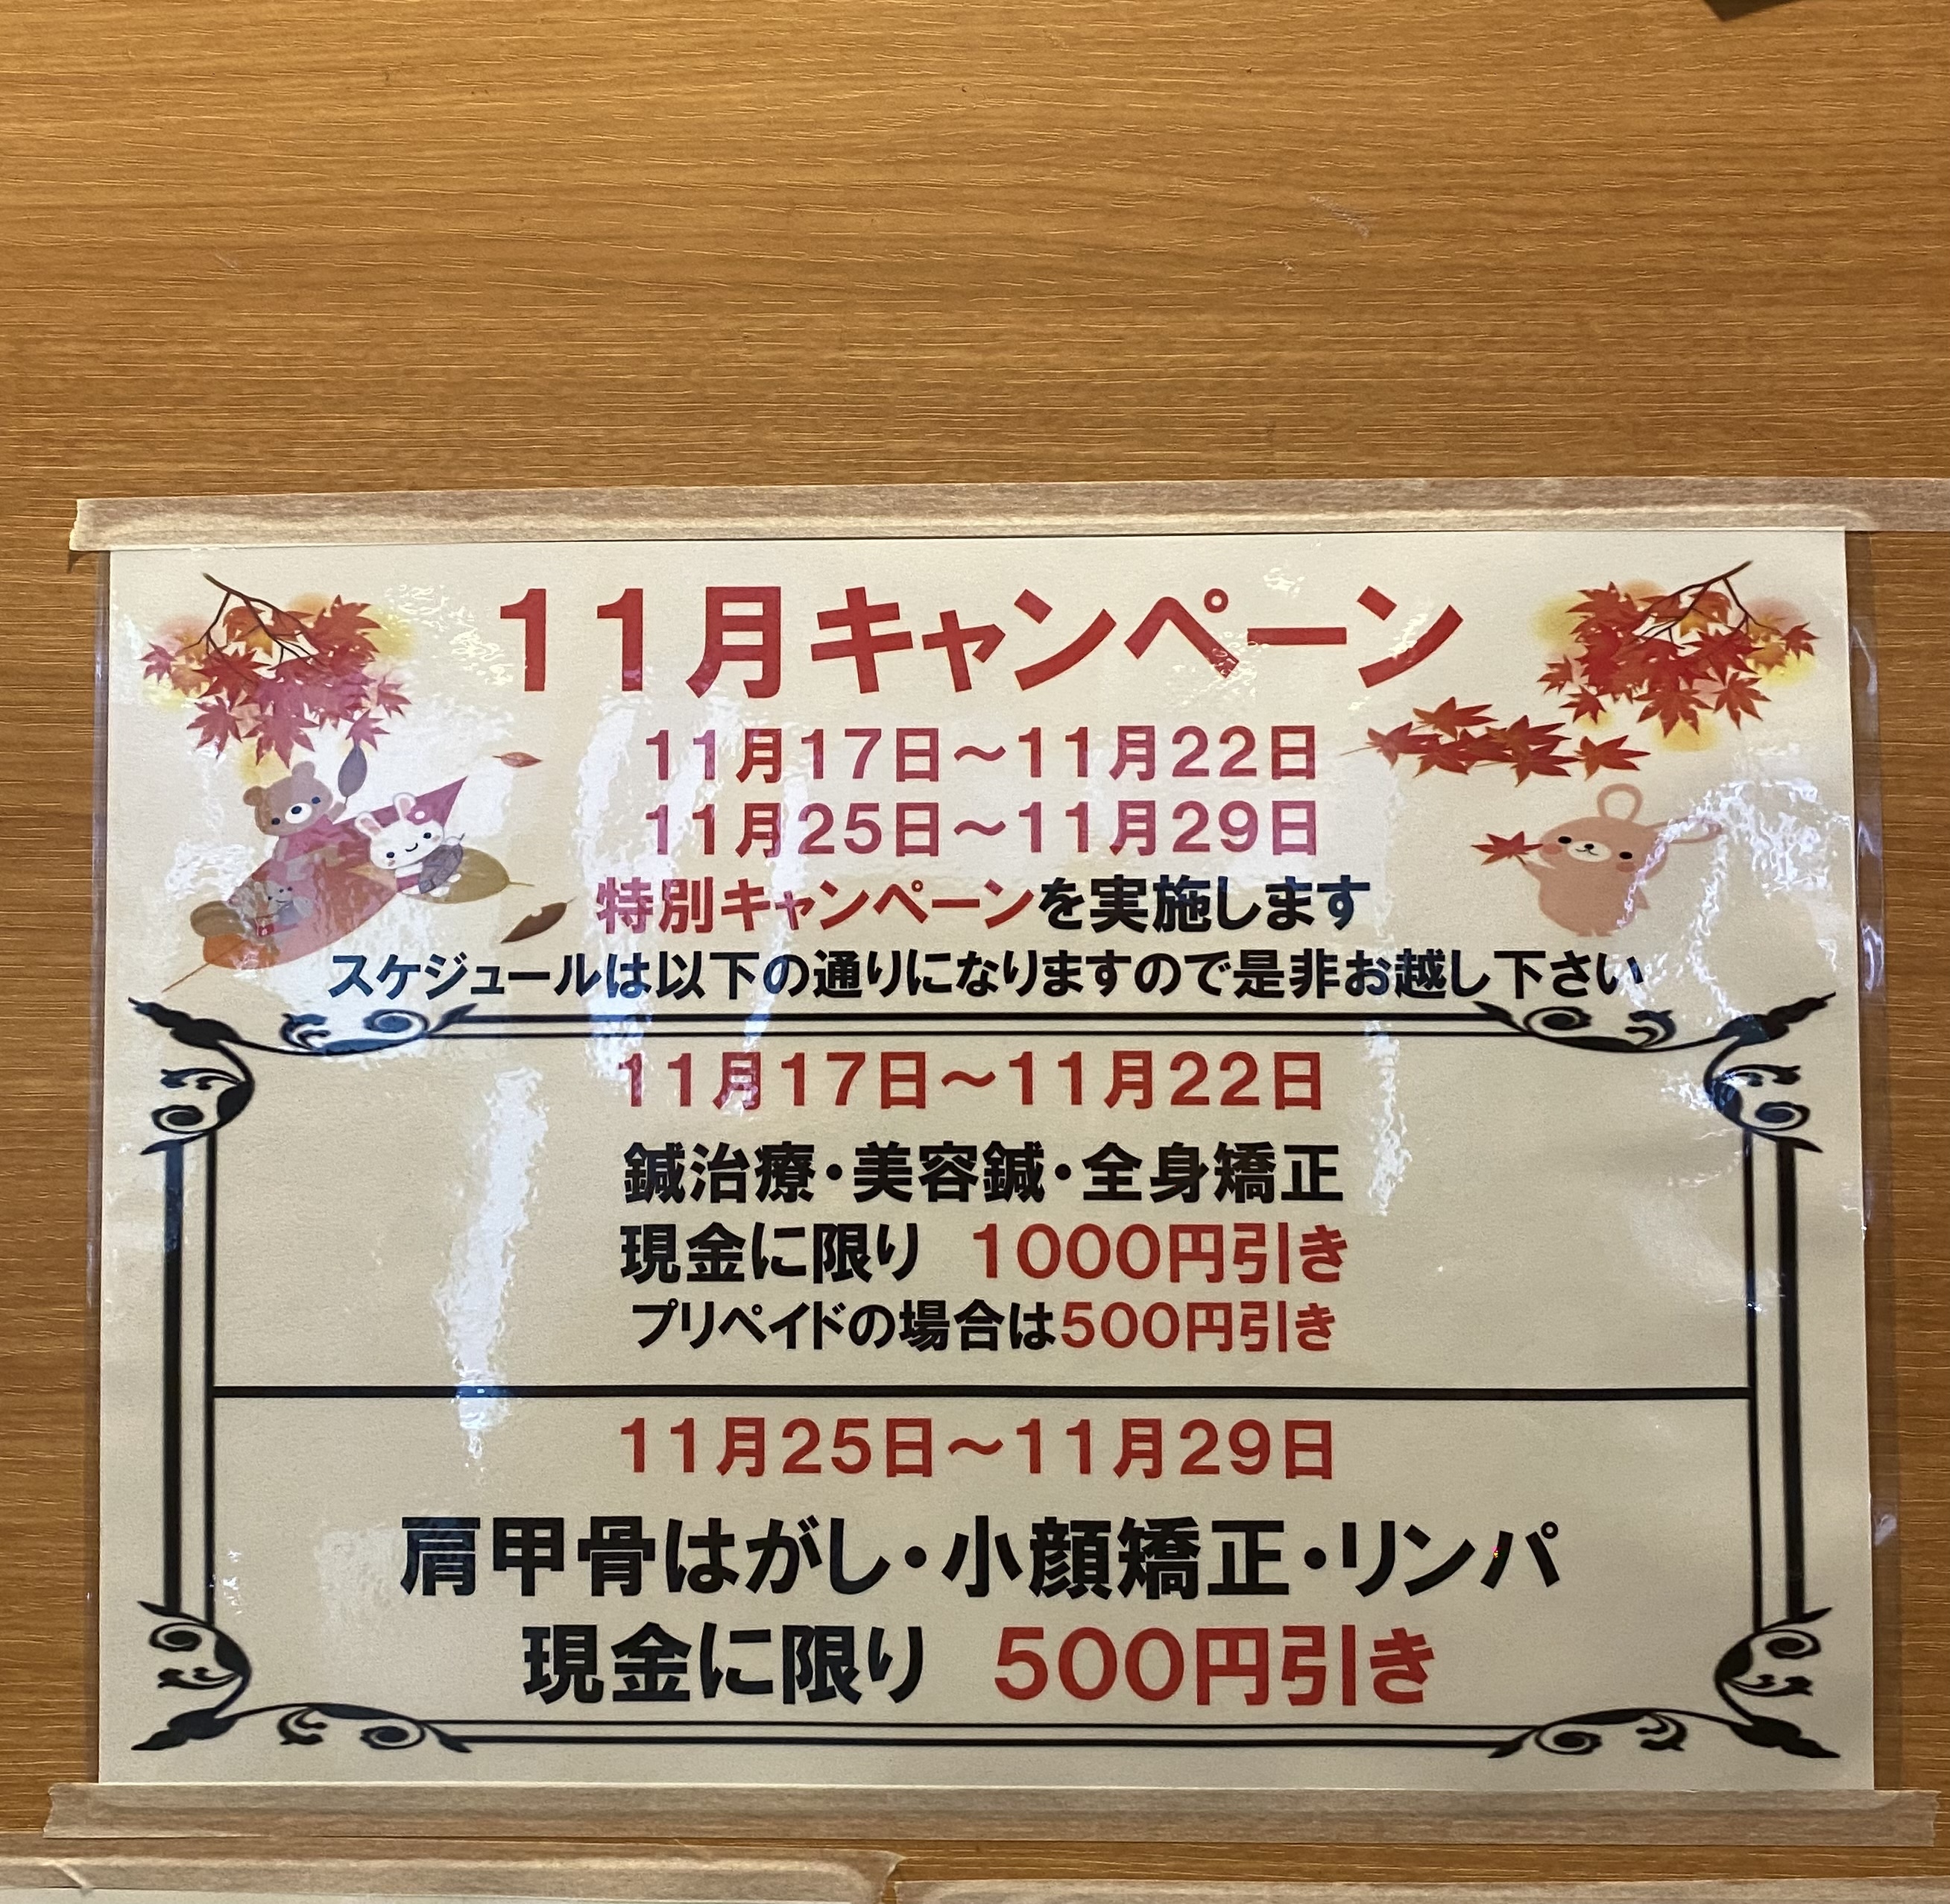 11月キャンペーン
11月17日～11月22日
11月25日～11月29日
特別キャンペーンを実施します
スケジュールは以下の通りになりますので是非お越し下さい
11月17日～11月22日
鍼治療・美容鍼・全身矯正
現金に限り 1000円引き
プリペイドの場合は500円引き
11月25日～11月29日
肩甲骨はがし・小顔矯正・リンパ
現金に限り 500円引き